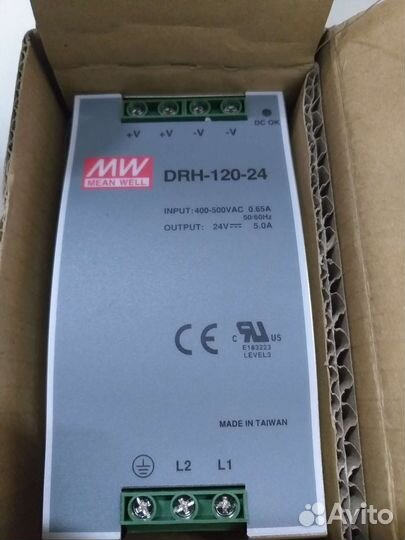 +V +V -V -V
DC OK
MW
MEAN WELL
DRH-120-24
INPUT: 400-500VAC 0.65A
50/60Hz
OUTPUT: 24V⎓ 5.0A
CE
c RU US
E183223
LEVEL3
MADE IN TAIWAN
L2 L1
Avito